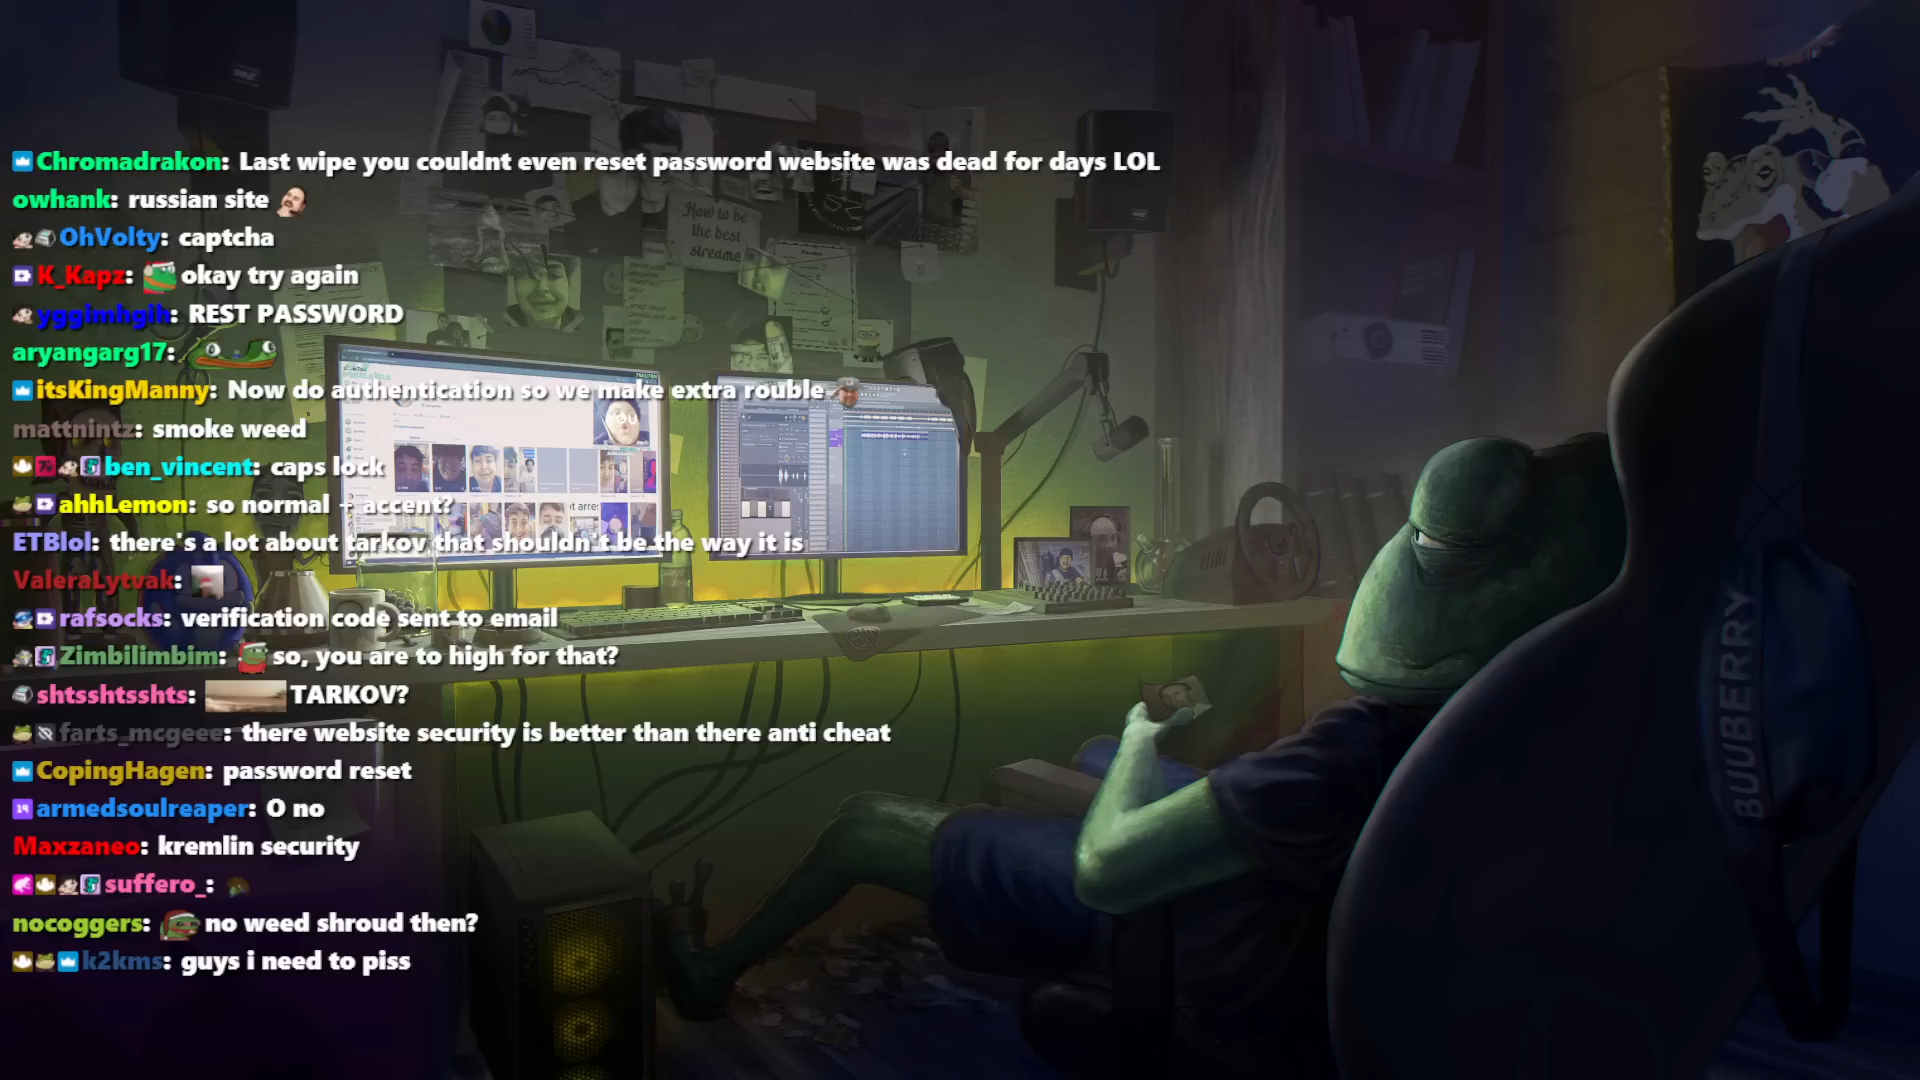 How to be
the best
streame
Chromadrakon: Last wipe you couldnt even reset password website was dead for days LOL
owhank: russian site
OhVolty: captcha
K_Kapz: okay try again
yggimhgih: REST PASSWORD
aryangarg17:
itsKingManny: Now do authentication so we make extra rouble
mattnintz: smoke weed
ben_vincent: caps lock
ahhLemon: so normal + accent?
ETBlol: there's a lot about tarkov that shouldn't be the way it is
ValeraLytvak:
rafsocks: verification code sent to email
Zimbilimbim: so, you are to high for that?
shtsshtsshts: TARKOV?
farts_mcgeee: there website security is better than there anti cheat
CopingHagen: password reset
armedsoulreaper: O no
Maxzaneo: kremlin security
suffero_:
nocoggers: no weed shroud then?
k2kms: guys i need to piss
BUUBERRY